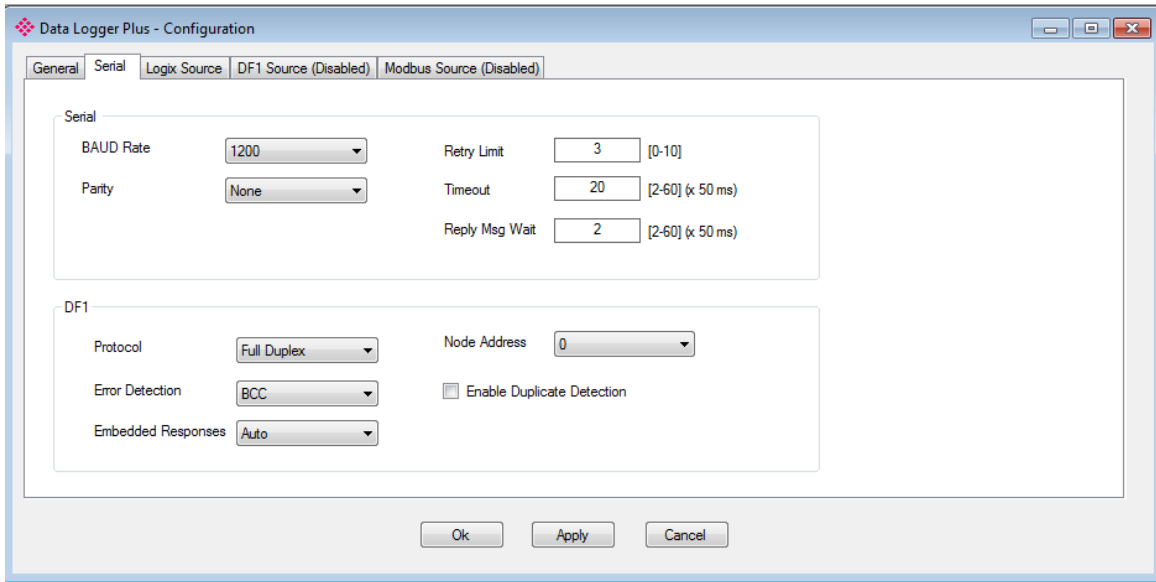 Data Logger Plus - Configuration
General Serial Logix Source DF1 Source (Disabled) Modbus Source (Disabled)
Serial
BAUD Rate 1200 Retry Limit 3 [0-10]
Parity None Timeout 20 [2-60] (x 50 ms)
Reply Msg Wait 2 [2-60] (x 50 ms)
DF1
Protocol Full Duplex Node Address 0
Error Detection BCC Enable Duplicate Detection
Embedded Responses Auto
Ok Apply Cancel